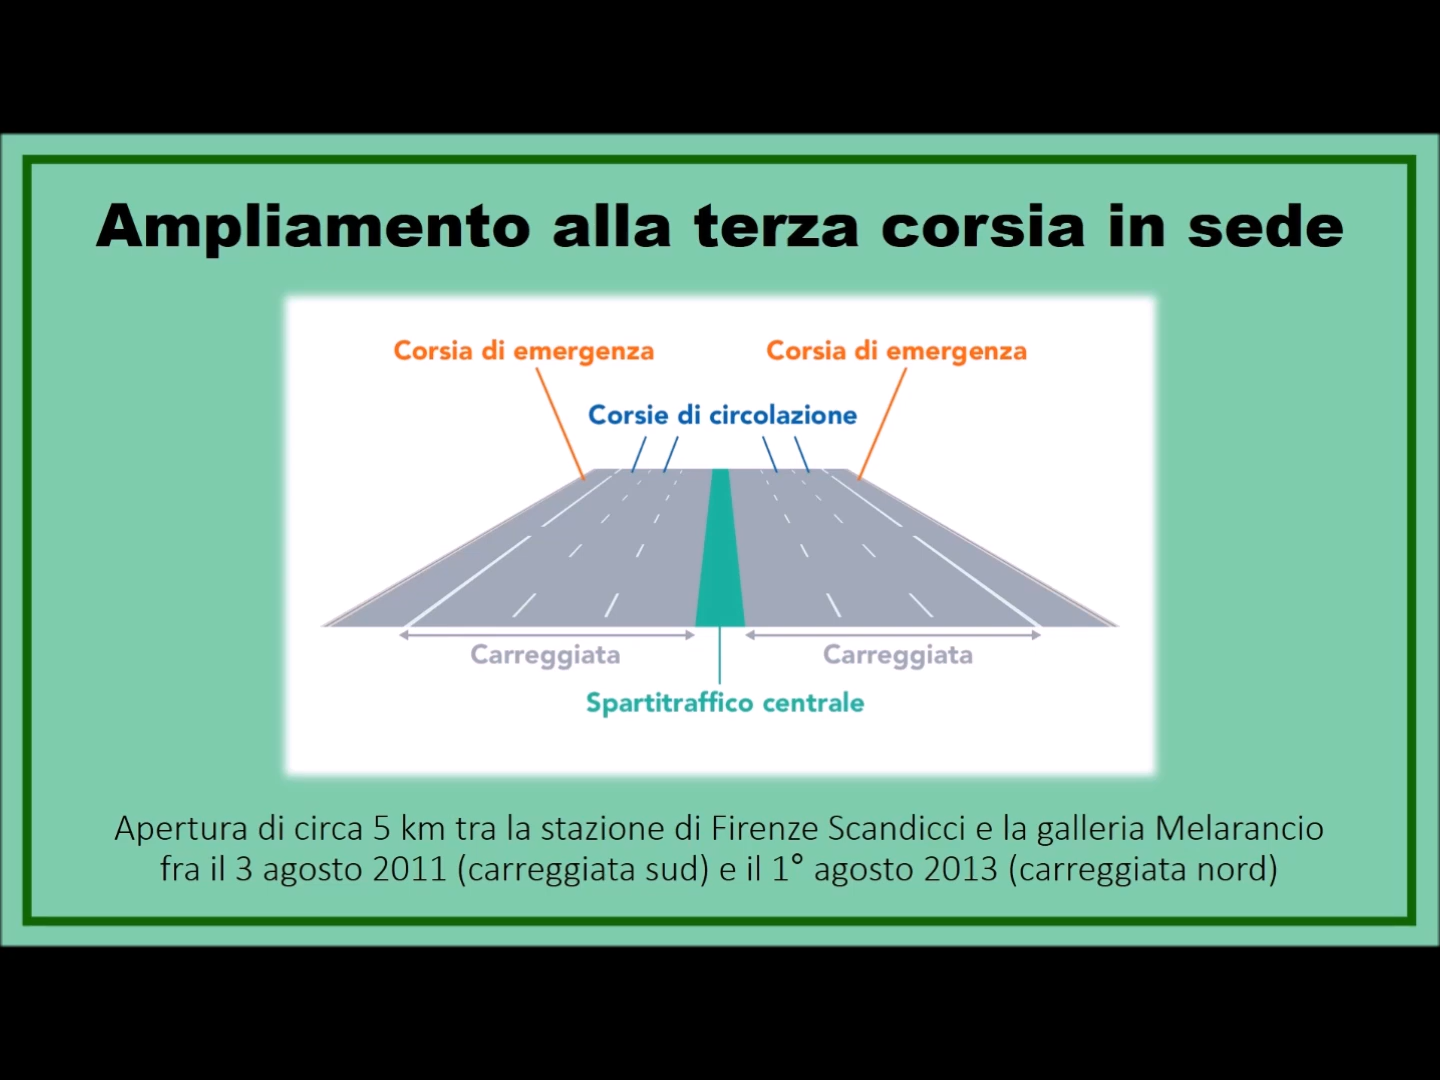 Ampliamento alla terza corsia in sede
Corsia di emergenza
Corsia di emergenza
Corsie di circolazione
Carreggiata
Carreggiata
Spartitraffico centrale
Apertura di circa 5 km tra la stazione di Firenze Scandicci e la galleria Melarancio
fra il 3 agosto 2011 (carreggiata sud) e il 1° agosto 2013 (carreggiata nord)